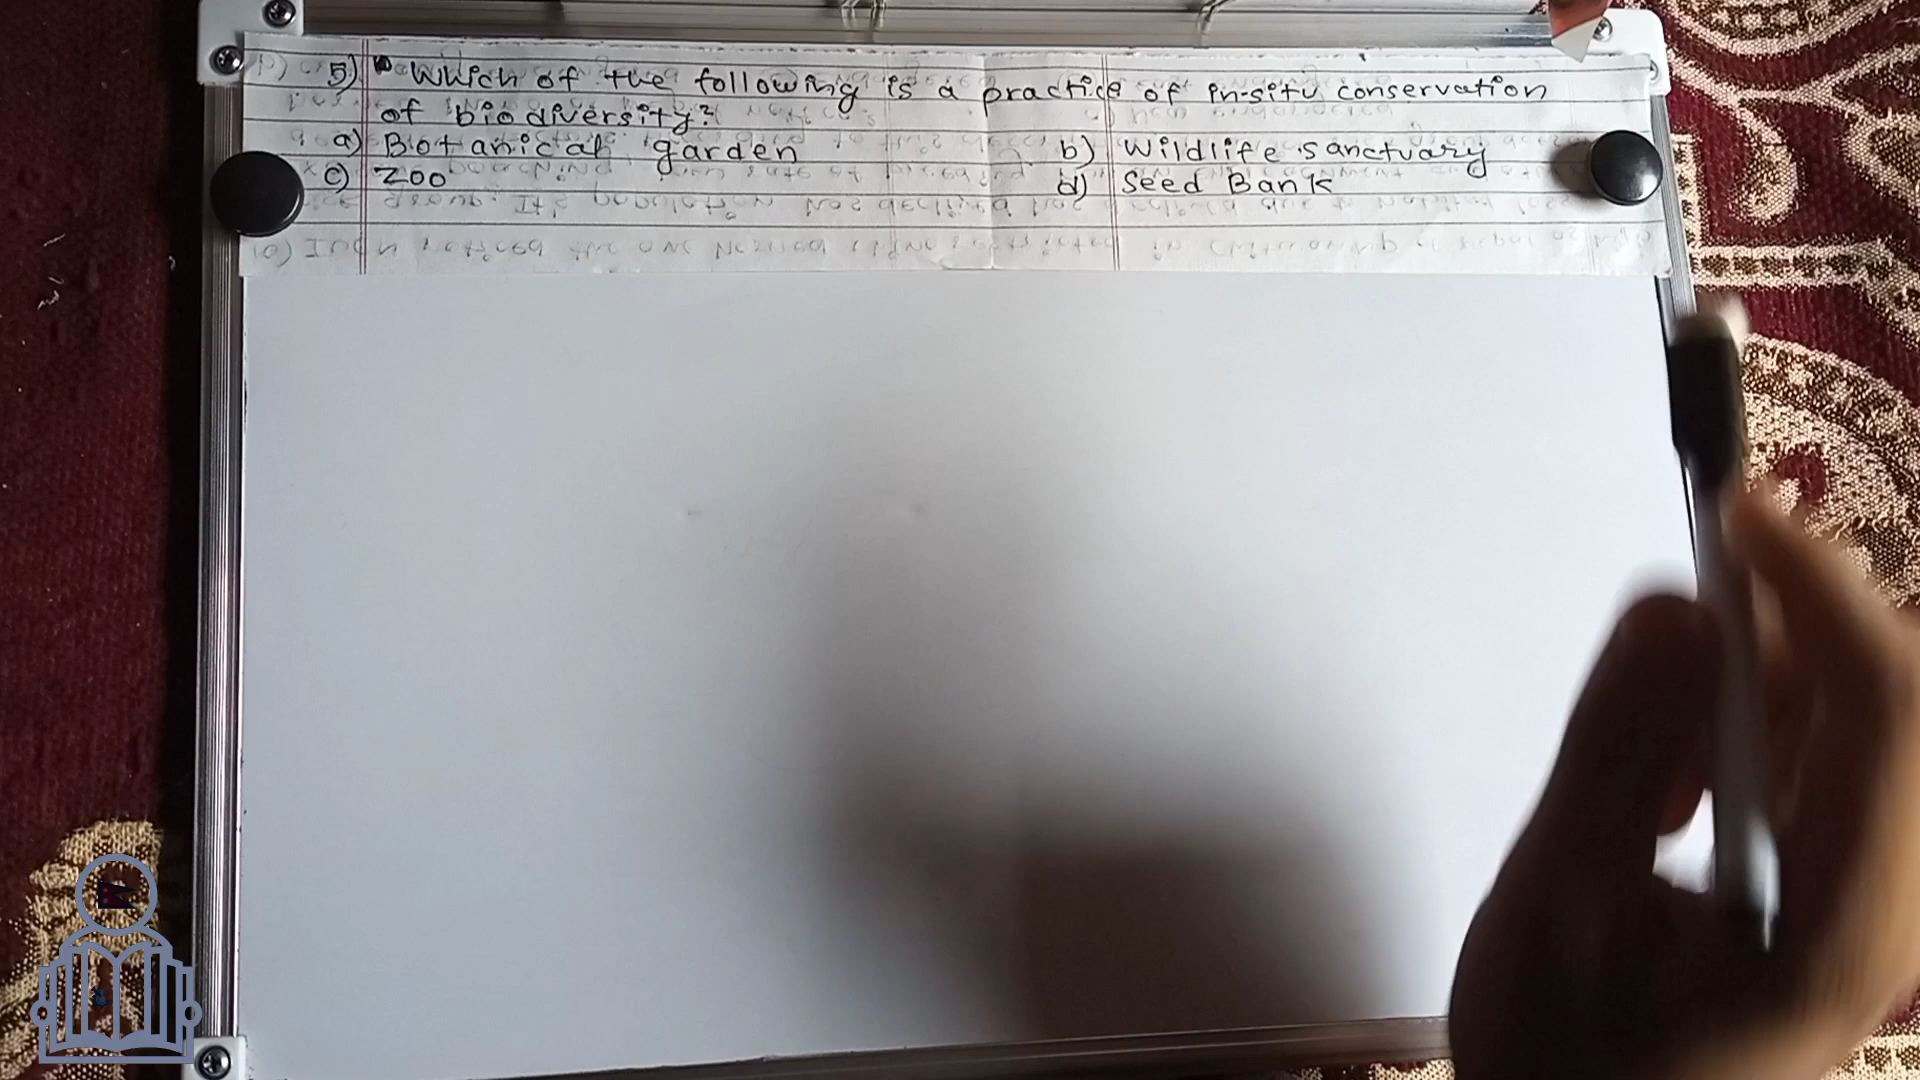 5) Which of the following is a practice of in-situ conservation
of biodiversity?
a) Botanical garden b) Wildlife sanctuary
c) Zoo d) Seed Bank